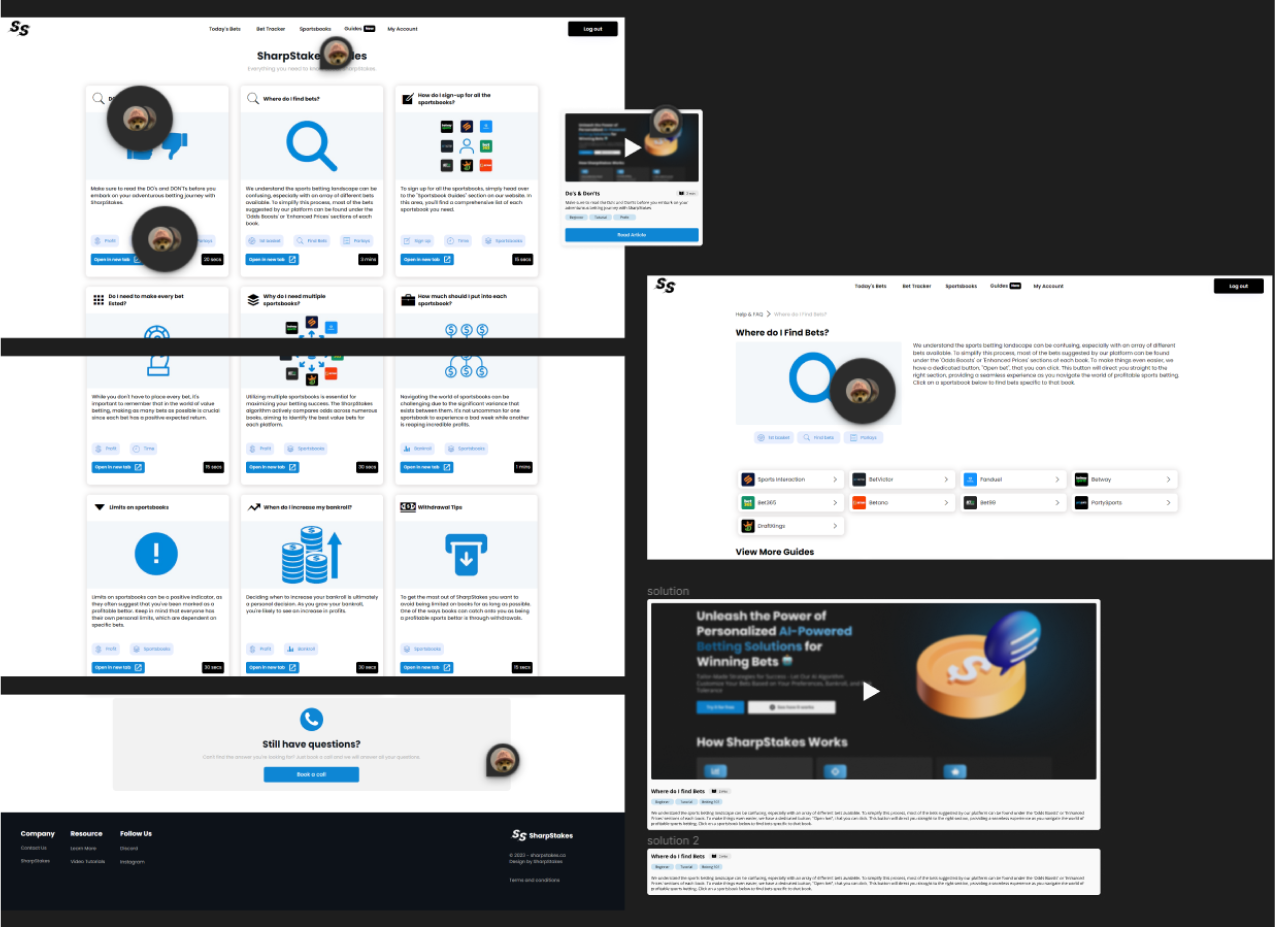 SS
Today's Bets
Bet Tracker
Sportsbooks
Guides
New
My Account
Log out
Everything you need to
Where do I find bets?
How do I sign-up for all the
sportsbooks?
Make sure to read the DO's and DON'Ts before you
embark on your adventurous betting journey with
SharpStakes.
Profit
Parlays
Open in new tab
30 secs
We understand the sports betting landscape can be
confusing, especially with an array of different bets
available. To simplify this process, most of the bets
suggested by our platform can be found under the
'Odds Boosts' or 'Enhanced Prices' sections of each
book.
Find Bets
Parlays
Open in new tab
3 mins
To sign up for all the sportsbooks, simply head over
to the "Sportsbook Guides" section on our website. In
this area, you'll find a comprehensive list of each
sportsbook you need.
Sign up
Time
Sportsbooks
Open in new tab
15 secs
Do I need to make every bet
listed?
Why do I need multiple
sportsbooks?
How much should I put into each
sportsbook?
While you don't have to place every bet, it's
important to remember that in the world of value
betting, making as many bets as possible is crucial
since each bet has a positive expected return.
Profit
Time
Open in new tab
15 secs
Utilizing multiple sportsbooks is essential for
maximizing your betting success. The SharpStakes
algorithm actively compares odds across numerous
books, aiming to identify the best value bets for
each platform.
Profit
Sportsbooks
Open in new tab
30 secs
Navigating the world of sportsbooks can be
challenging due to the significant variance that
exists between them. It's not uncommon for one
sportsbook to experience a bad week while another
is reaping incredible profits.
Bankroll
Sportsbooks
Open in new tab
1 mins
Limits on sportsbooks
When do I increase my bankroll?
Withdrawal Tips
Limits on sportsbooks can be a positive indicator, as
they often suggest that you've been marked as a
profitable bettor. Keep in mind that everyone has
their own personal limits, which are dependent on
specific bets.
Profit
Sportsbooks
Open in new tab
30 secs
Deciding when to increase your bankroll is ultimately
a personal decision. As you grow your bankroll,
you're likely to see an increase in profits.
Profit
Bankroll
Open in new tab
30 secs
To get the most out of SharpStakes you want to
avoid being limited on books for as long as possible.
One of the ways books can catch onto you as being
a profitable sports bettor is through withdrawals.
Sportsbooks
Open in new tab
15 secs
Still have questions?
Can't find the answer you're looking for? Just book a call and we will answer all your questions.
Book a call
Company
Contact Us
SharpStakes
Resource
Learn More
Video Tutorials
Follow Us
Discord
Instagram
SS SharpStakes
© 2023 - sharpstakes.ca
Design by SharpStakes
Terms and conditions
Unleash the Power of
Winning Bets
How SharpStakes Works
Do's & Don'ts
Make sure to read the Do's and Don'ts before you embark on your
adventurous betting journey with SharpStakes
Beginner
Tutorial
Profit
Read Article
SS
Today's Bets
Bet Tracker
Sportsbooks
Guides
New
My Account
Log out
Help & FAQ
Where do I Find Bets?
Where do I Find Bets?
We understand the sports betting landscape can be confusing, especially with an array of different
bets available. To simplify this process, most of the bets suggested by our platform can be found
under the 'Odds Boosts' or 'Enhanced Prices' sections of each book. To make things even easier, we
have a dedicated button, "Open bet", that you can click. This button will direct you straight to the
right section, providing a seamless experience as you navigate the world of profitable sports betting.
Click on a sportsbook below to find bets specific to that book.
Find Bets
Parlays
Sports Interaction
BetVictor
Fanduel
Betway
Bet365
Betano
Bet99
PartySports
DraftKings
View More Guides
solution
Unleash the Power of
Personalized AI-Powered
Betting Solutions for
Winning Bets
Tailor-Made Strategies for Success - Let Our AI Algorithm
Customize Your Bets Based on Your Preferences, Bankroll, and Risk
Tolerance
How SharpStakes Works
Where do I find Bets
Beginner
Tutorial
Betting 101
We understand the sports betting landscape can be confusing, especially with an array of different bets available. To simplify this process, most of the bets suggested by our platform can be found under the 'Odds Boosts' or 'Enhanced
Prices' sections of each book. To make things even easier, we have a dedicated button, "Open bet", that you can click. This button will direct you straight to the right section, providing a seamless experience as you navigate the world of
profitable sports betting. Click on a sportsbook below to find bets specific to that book.
solution 2
Where do I find Bets
Beginner
Tutorial
Betting 101
We understand the sports betting landscape can be confusing, especially with an array of different bets available. To simplify this process, most of the bets suggested by our platform can be found under the 'Odds Boosts' or 'Enhanced
Prices' sections of each book. To make things even easier, we have a dedicated button, "Open bet", that you can click. This button will direct you straight to the right section, providing a seamless experience as you navigate the world of
profitable sports betting. Click on a sportsbook below to find bets specific to that book.